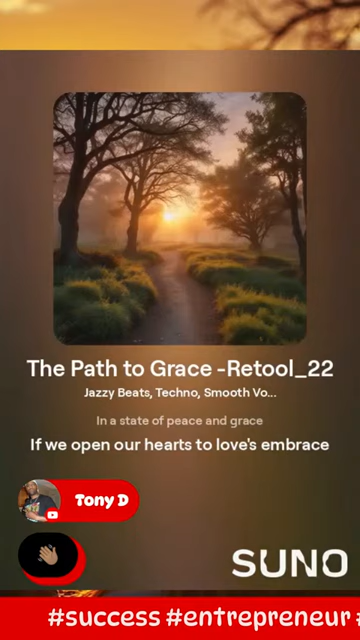 The Path to Grace -Retool_22
Jazzy Beats, Techno, Smooth Vo...
In a state of peace and grace
If we open our hearts to love's embrace
Tony D
SUNO
#success #entrepreneur #